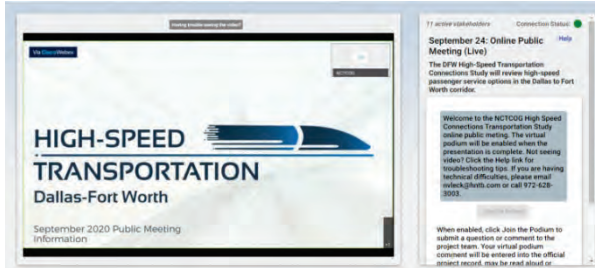 Having trouble seeing the video?
HIGH-SPEED
TRANSPORTATION
Dallas-Fort Worth
September 2020 Public Meeting
Information
NCTCOG
11 active stakeholders Connection Status:
September 24: Online Public Help
Meeting (Live)
The DFW High-Speed Transportation
Connections Study will review high-speed
passenger service options in the Dallas to Fort
Worth corridor.
Welcome to the NCTCOG High Speed
Connections Transportation Study
online public meting. The virtual
podium will be enabled when the
presentation is complete. Not seeing
video? Click the Help link for
troubleshooting tips. If you are having
technical difficulties, please email
nvleck@hntb.com or call 972-628-
3003.
When enabled, click Join the Podium to
submit a question or comment to the
project team. Your virtual podium
comment will be entered into the official
project record, may be read aloud or